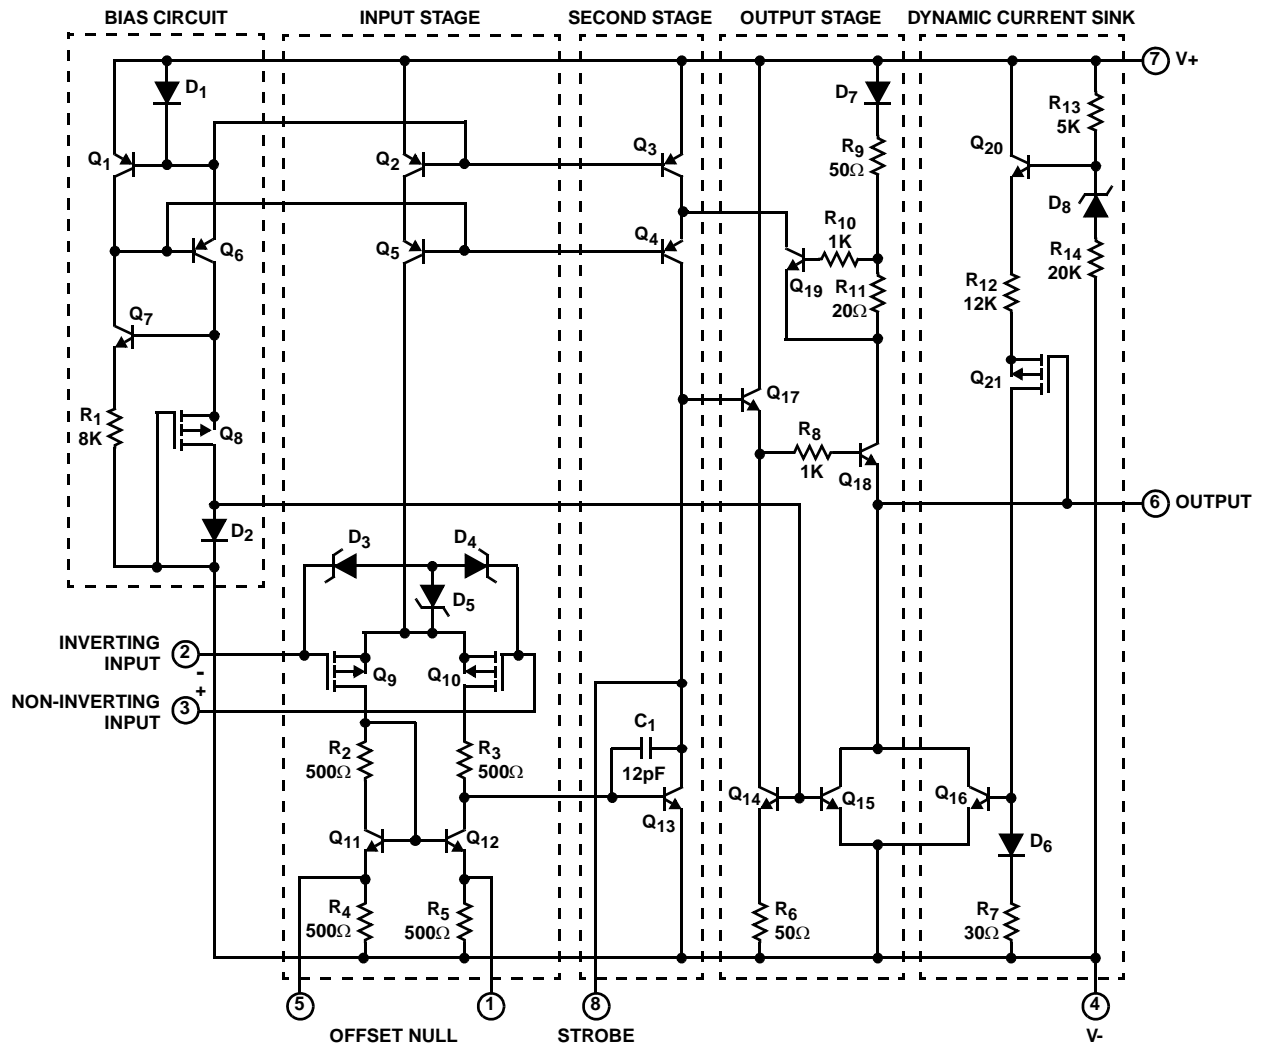 BIAS CIRCUIT
INPUT STAGE
SECOND STAGE
OUTPUT STAGE
DYNAMIC CURRENT SINK
7 V+
D1
D7
R13
5K
Q1
Q2
Q3
R9
50Ω
Q20
D8
Q6
Q5
Q4
R10
1K
R14
20K
Q19
R11
20Ω
R12
12K
Q7
Q21
Q17
R1
8K
Q8
R8
1K
Q18
6 OUTPUT
D2
D3
D4
D5
INVERTING
INPUT
2
-
+
NON-INVERTING
INPUT
3
Q9
Q10
R2
500Ω
R3
500Ω
C1
12pF
Q13
Q14
Q15
Q16
Q11
Q12
D6
R4
500Ω
R5
500Ω
R6
50Ω
R7
30Ω
5
1
8
4
OFFSET NULL
STROBE
V-